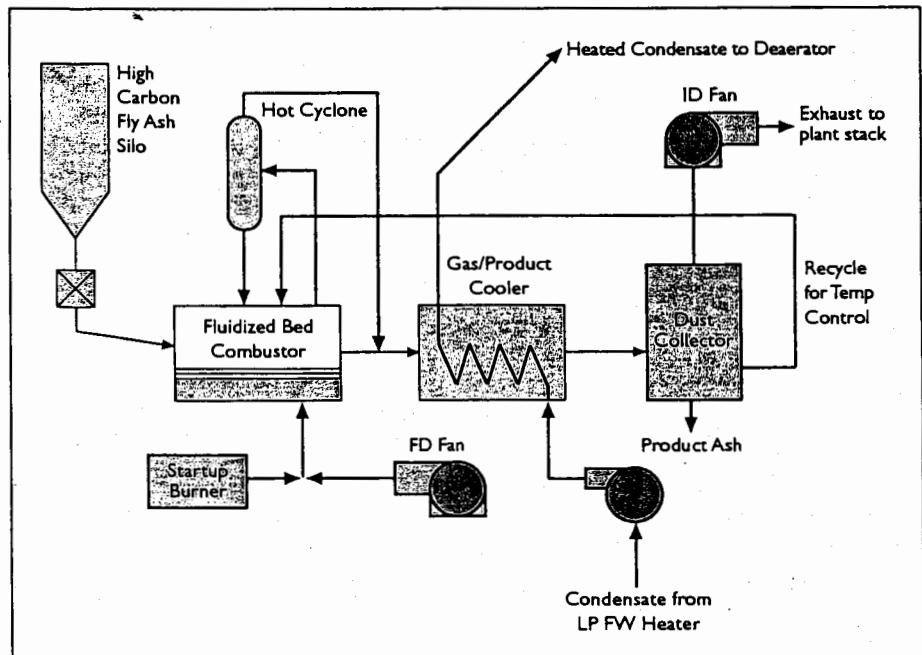 High
Carbon
Fly Ash
Silo
Hot Cyclone
Heated Condensate to Deaerator
ID Fan
Exhaust to
plant stack
Gas/Product
Cooler
Recycle
for Temp
Control
Fluidized Bed
Combustor
Dust
Collector
Startup
Burner
FD Fan
Product Ash
Condensate from
LP FW Heater